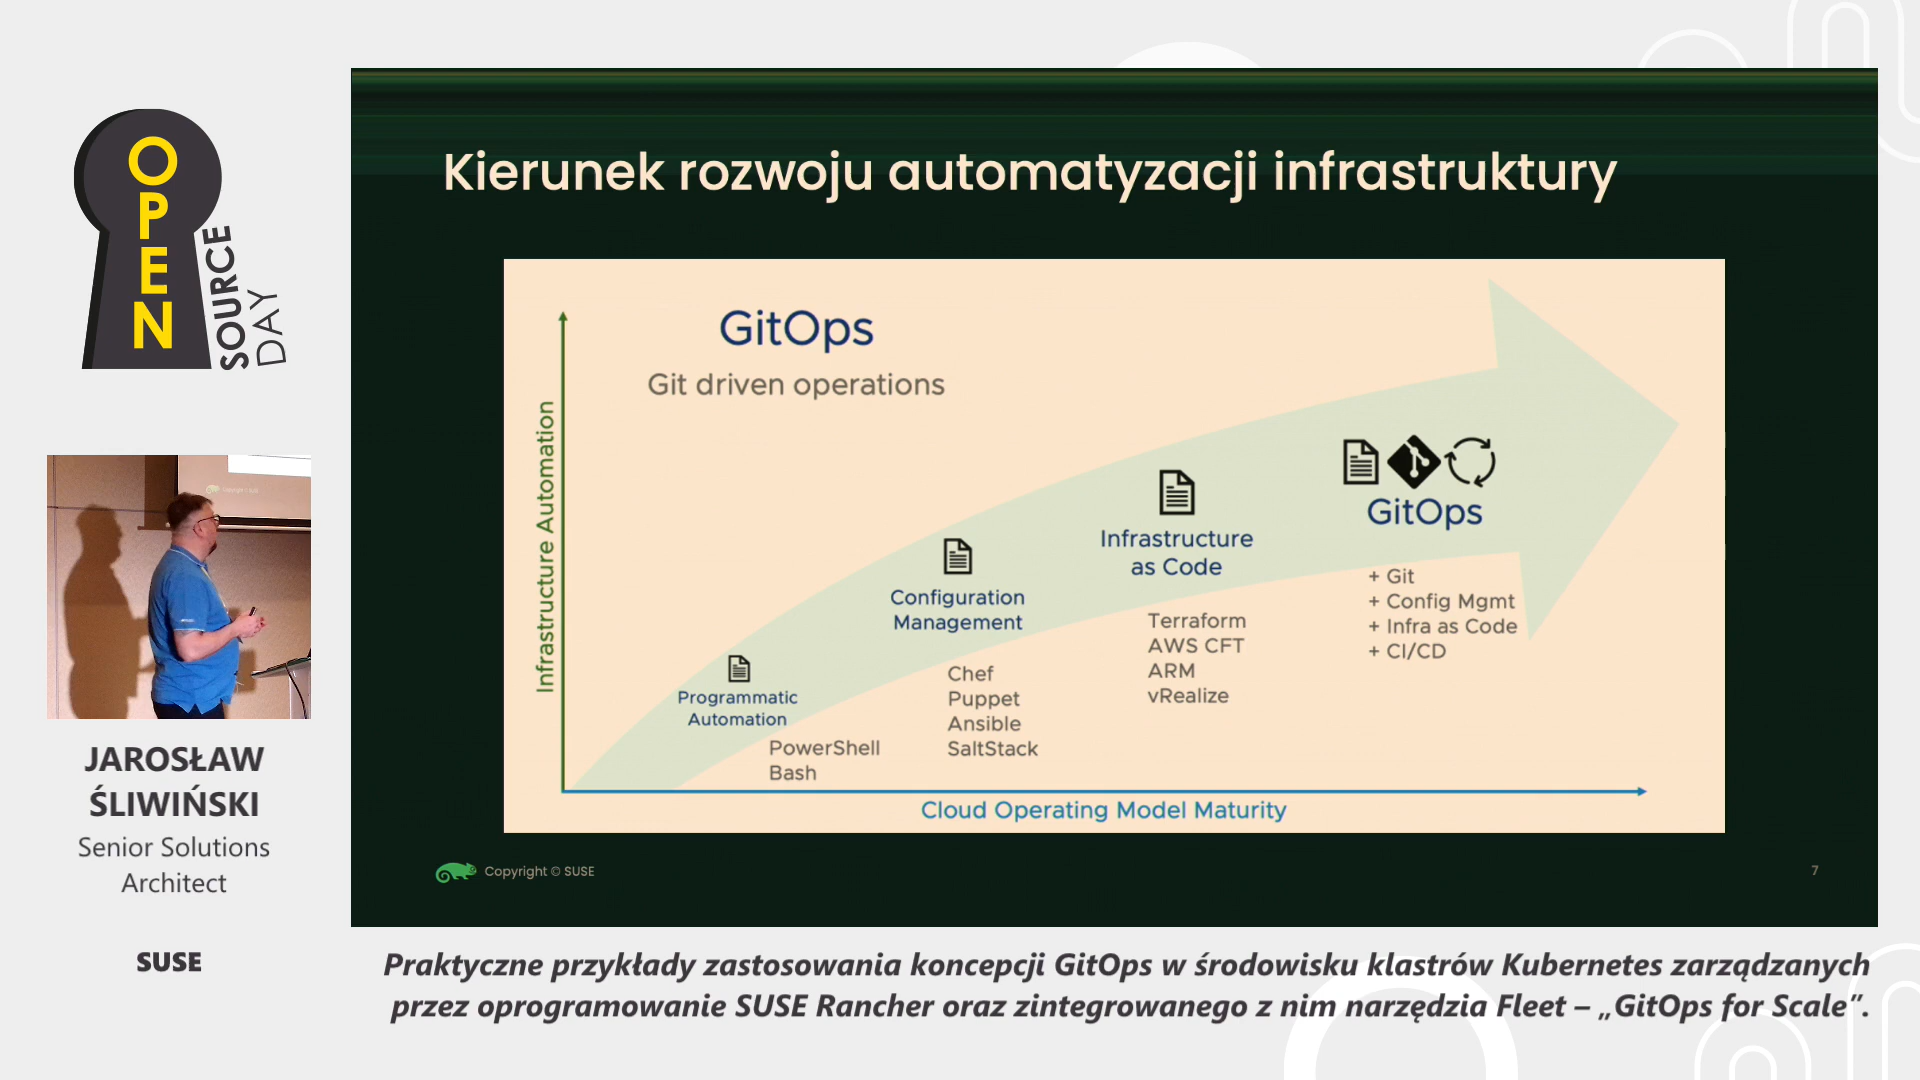 OPEN
SOURCE
DAY
JAROSŁAW
ŚLIWIŃSKI
Senior Solutions
Architect
SUSE
Kierunek rozwoju automatyzacji infrastruktury
GitOps
Git driven operations
Infrastructure Automation
Programmatic
Automation
PowerShell
Bash
Configuration
Management
Chef
Puppet
Ansible
SaltStack
Infrastructure
as Code
Terraform
AWS CFT
ARM
vRealize
GitOps
+ Git
+ Config Mgmt
+ Infra as Code
+ CI/CD
Cloud Operating Model Maturity
Copyright © SUSE
7
Praktyczne przykłady zastosowania koncepcji GitOps w środowisku klastrów Kubernetes zarządzanych
przez oprogramowanie SUSE Rancher oraz zintegrowanego z nim narzędzia Fleet – „GitOps for Scale”.